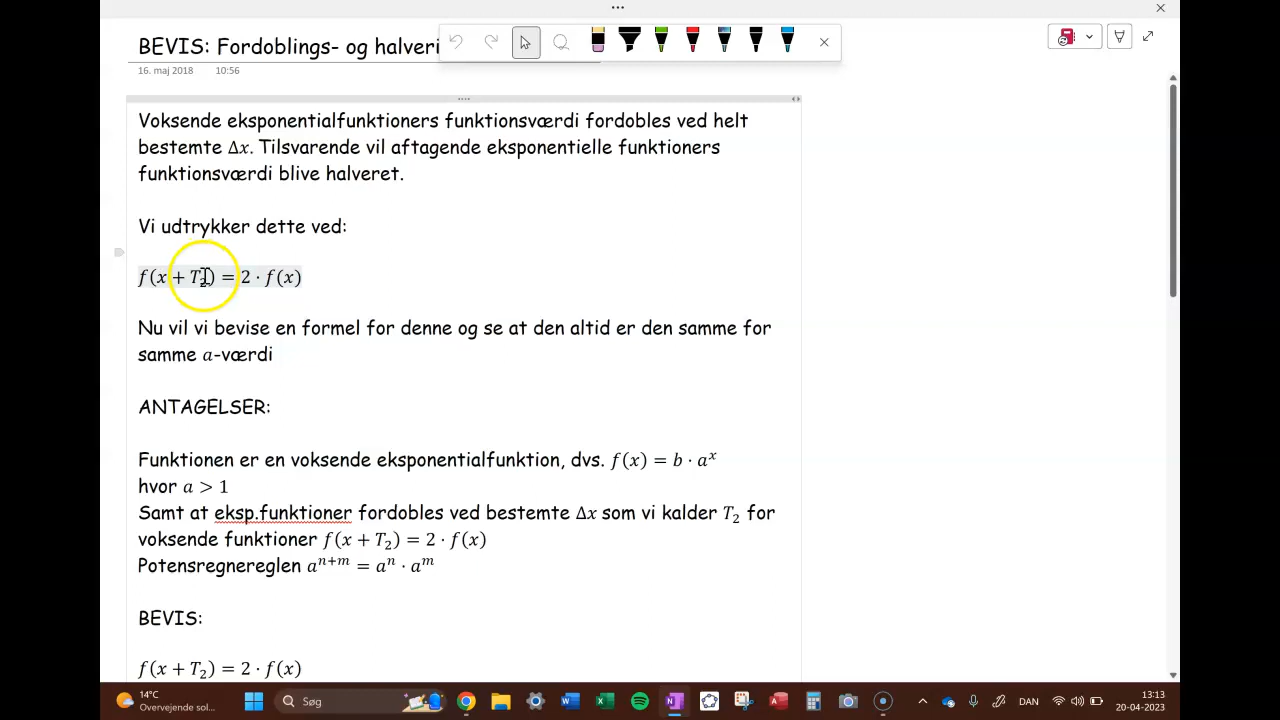 BEVIS: Fordoblings- og halveri
16. maj 2018 10:56
Voksende eksponentialfunktioners funktionsværdi fordobles ved helt
bestemte Δx. Tilsvarende vil aftagende eksponentielle funktioners
funktionsværdi blive halveret.
Vi udtrykker dette ved:
f(x + T₂) = 2 · f(x)
Nu vil vi bevise en formel for denne og se at den altid er den samme for
samme a-værdi
ANTAGELSER:
Funktionen er en voksende eksponentialfunktion, dvs. f(x) = b · aˣ
hvor a > 1
Samt at eksp.funktioner fordobles ved bestemte Δx som vi kalder T₂ for
voksende funktioner f(x + T₂) = 2 · f(x)
Potensregnereglen aⁿ⁺ᵐ = aⁿ · aᵐ
BEVIS:
f(x + T₂) = 2 · f(x)
14°C
Overvejende sol...
Søg
DAN
13:13
20-04-2023